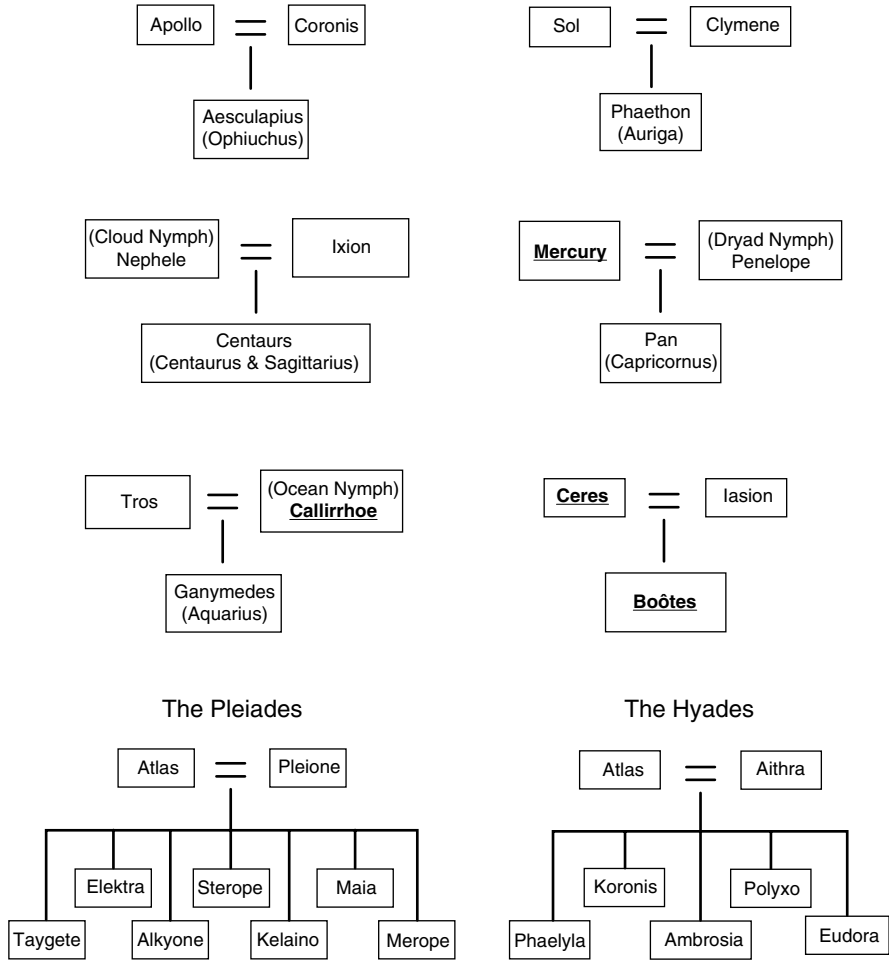 Apollo
Coronis
Aesculapius
(Ophiuchus)
Sol
Clymene
Phaethon
(Auriga)
(Cloud Nymph)
Nephele
Ixion
Centaurs
(Centaurus & Sagittarius)
Mercury
(Dryad Nymph)
Penelope
Pan
(Capricornus)
Tros
(Ocean Nymph)
Callirrhoe
Ganymedes
(Aquarius)
Ceres
Iasion
Boôtes
The Pleiades
Atlas
Pleione
Elektra
Sterope
Maia
Taygete
Alkyone
Kelaino
Merope
The Hyades
Atlas
Aithra
Koronis
Polyxo
Phaelyla
Ambrosia
Eudora